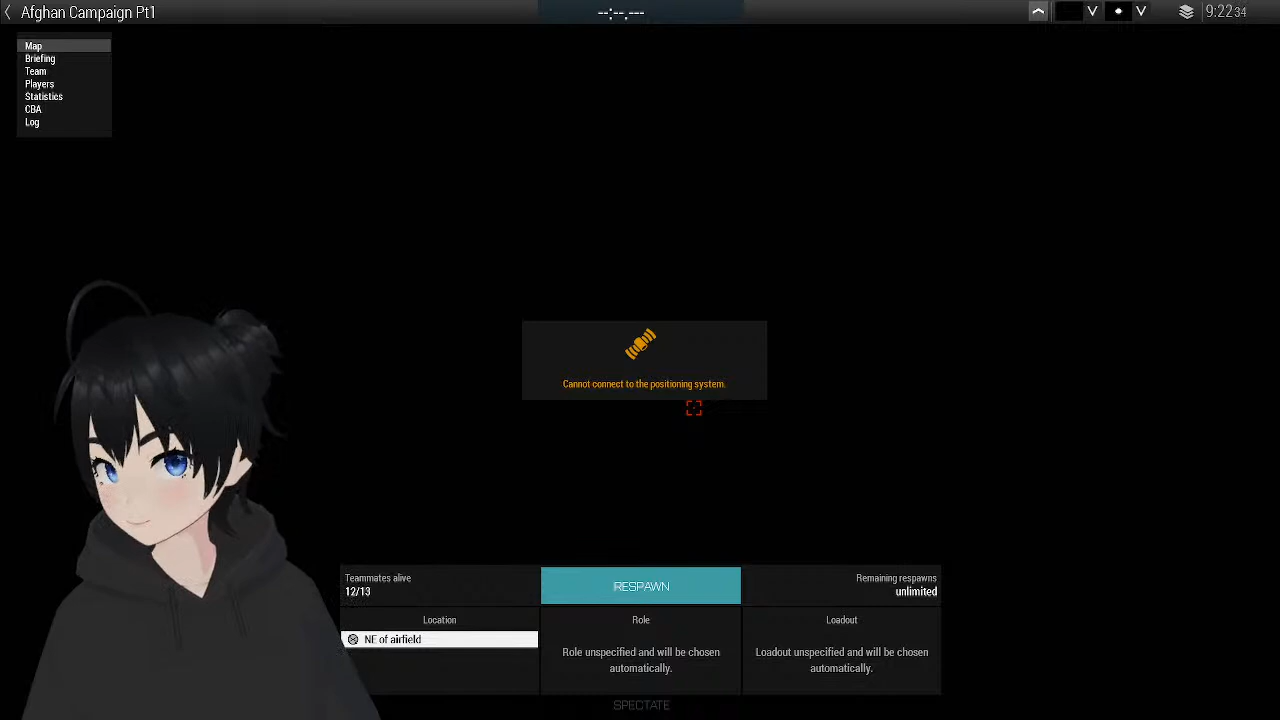 Afghan Campaign Pt1
--:--.---
9:22 34
Map
Briefing
Team
Players
Statistics
CBA
Log
Cannot connect to the positioning system.
Teammates alive
12/13
RESPAWN
Remaining respawns
unlimited
Location
NE of airfield
Role
Role unspecified and will be chosen
automatically.
Loadout
Loadout unspecified and will be chosen
automatically.
SPECTATE